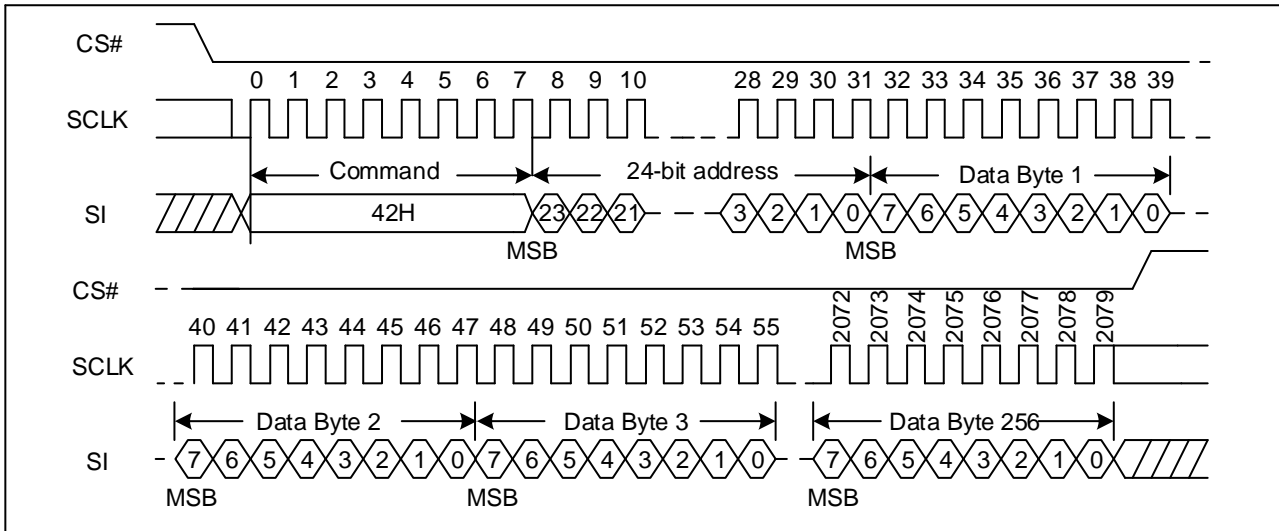 CS#
0 1 2 3 4 5 6 7 8 9 10 28 29 30 31 32 33 34 35 36 37 38 39
SCLK
Command 24-bit address Data Byte 1
SI 42H 23 22 21 3 2 1 0 7 6 5 4 3 2 1 0
MSB MSB
CS#
40 41 42 43 44 45 46 47 48 49 50 51 52 53 54 55 2072 2073 2074 2075 2076 2077 2078 2079
SCLK
Data Byte 2 Data Byte 3 Data Byte 256
SI 7 6 5 4 3 2 1 0 7 6 5 4 3 2 1 0 7 6 5 4 3 2 1 0
MSB MSB MSB